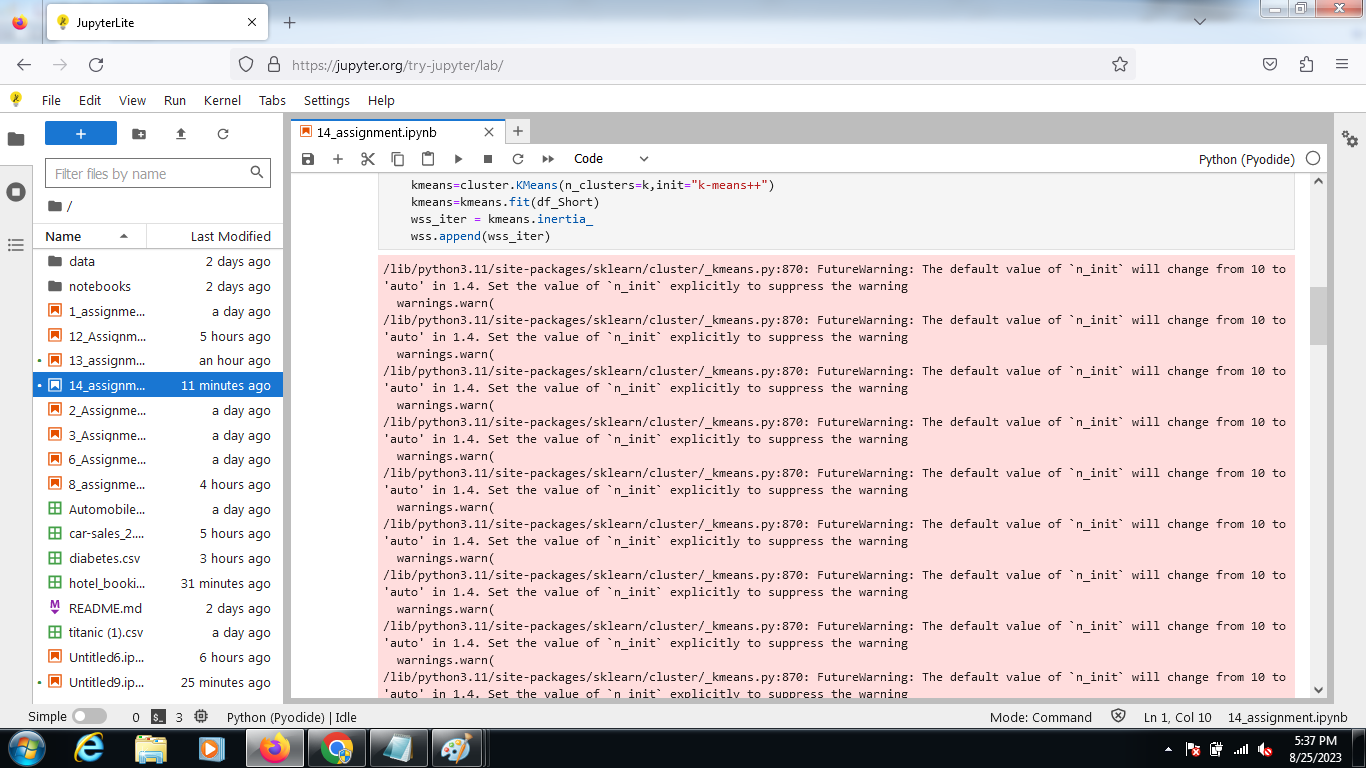 JupyterLite
https://jupyter.org/try-jupyter/lab/
File Edit View Run Kernel Tabs Settings Help
14_assignment.ipynb
Filter files by name
Code
Python (Pyodide)
/
Name Last Modified
data 2 days ago
notebooks 2 days ago
1_assignme... a day ago
12_Assignm... 5 hours ago
13_assignm... an hour ago
14_assignm... 11 minutes ago
2_Assignme... a day ago
3_Assignme... a day ago
6_Assignme... a day ago
8_assignme... 4 hours ago
Automobile... a day ago
car-sales_2.... 5 hours ago
diabetes.csv 3 hours ago
hotel_booki... 31 minutes ago
README.md 2 days ago
titanic (1).csv a day ago
Untitled6.ip... 6 hours ago
Untitled9.ip... 25 minutes ago
kmeans=cluster.KMeans(n_clusters=k,init="k-means++")
kmeans=kmeans.fit(df_Short)
wss_iter = kmeans.inertia_
wss.append(wss_iter)
/lib/python3.11/site-packages/sklearn/cluster/_kmeans.py:870: FutureWarning: The default value of `n_init` will change from 10 to
'auto' in 1.4. Set the value of `n_init` explicitly to suppress the warning
warnings.warn(
/lib/python3.11/site-packages/sklearn/cluster/_kmeans.py:870: FutureWarning: The default value of `n_init` will change from 10 to
'auto' in 1.4. Set the value of `n_init` explicitly to suppress the warning
warnings.warn(
/lib/python3.11/site-packages/sklearn/cluster/_kmeans.py:870: FutureWarning: The default value of `n_init` will change from 10 to
'auto' in 1.4. Set the value of `n_init` explicitly to suppress the warning
warnings.warn(
/lib/python3.11/site-packages/sklearn/cluster/_kmeans.py:870: FutureWarning: The default value of `n_init` will change from 10 to
'auto' in 1.4. Set the value of `n_init` explicitly to suppress the warning
warnings.warn(
/lib/python3.11/site-packages/sklearn/cluster/_kmeans.py:870: FutureWarning: The default value of `n_init` will change from 10 to
'auto' in 1.4. Set the value of `n_init` explicitly to suppress the warning
warnings.warn(
/lib/python3.11/site-packages/sklearn/cluster/_kmeans.py:870: FutureWarning: The default value of `n_init` will change from 10 to
'auto' in 1.4. Set the value of `n_init` explicitly to suppress the warning
warnings.warn(
/lib/python3.11/site-packages/sklearn/cluster/_kmeans.py:870: FutureWarning: The default value of `n_init` will change from 10 to
'auto' in 1.4. Set the value of `n_init` explicitly to suppress the warning
warnings.warn(
/lib/python3.11/site-packages/sklearn/cluster/_kmeans.py:870: FutureWarning: The default value of `n_init` will change from 10 to
'auto' in 1.4. Set the value of `n_init` explicitly to suppress the warning
warnings.warn(
/lib/python3.11/site-packages/sklearn/cluster/_kmeans.py:870: FutureWarning: The default value of `n_init` will change from 10 to
'auto' in 1.4. Set the value of `n_init` explicitly to suppress the warning
Simple 0 3 Python (Pyodide) | Idle Mode: Command Ln 1, Col 10 14_assignment.ipynb
5:37 PM
8/25/2023